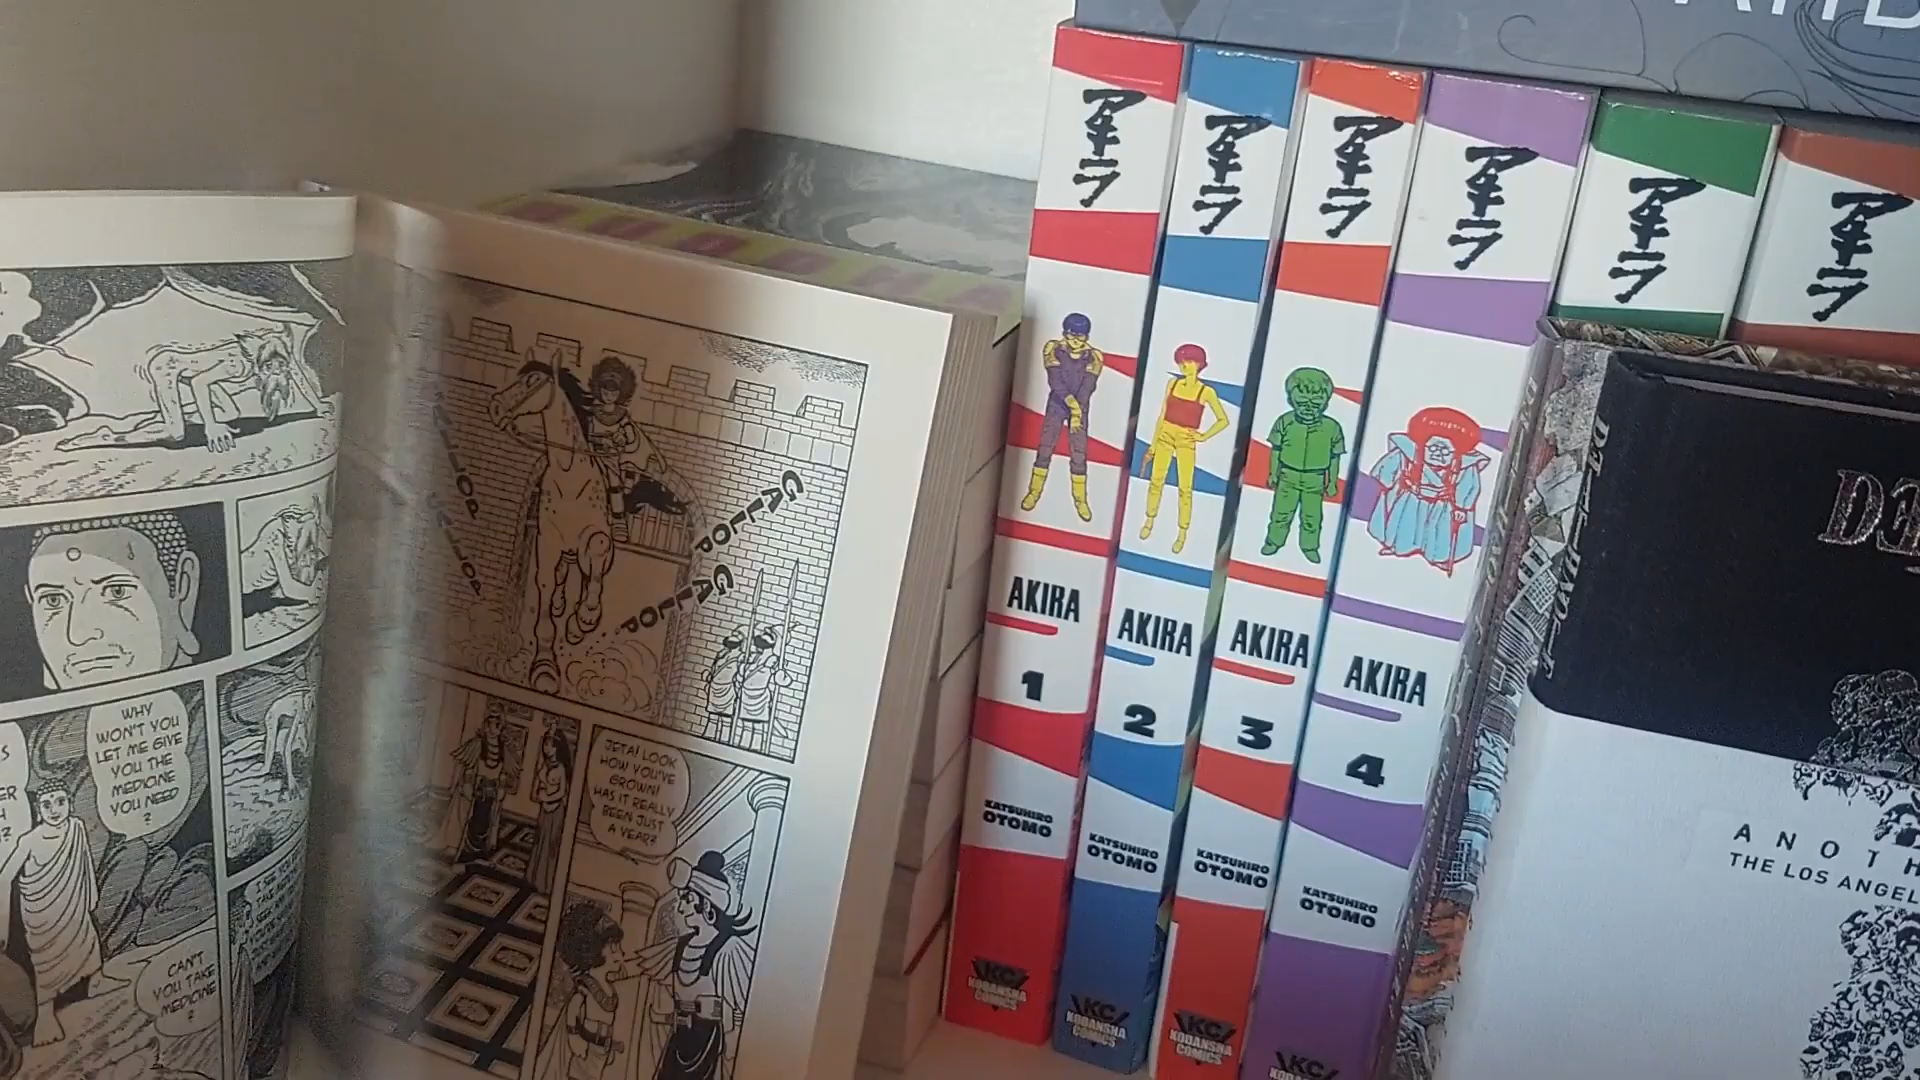 WHY
WON'T YOU
LET ME GIVE
YOU THE
MEDICINE
YOU NEED
?
CAN'T
YOU TAKE
MEDICINE
?
GALLOP
GALLOP
GALLOP
GALLOP
JETA! LOOK
HOW YOU'VE
GROWN!
HAS IT REALLY
BEEN JUST
A YEAR?
アキラ
AKIRA
1
KATSUHIRO
OTOMO
KC
KODANSHA
COMICS
アキラ
AKIRA
2
KATSUHIRO
OTOMO
KC
KODANSHA
COMICS
アキラ
AKIRA
3
KATSUHIRO
OTOMO
KC
KODANSHA
COMICS
アキラ
AKIRA
4
KATSUHIRO
OTOMO
KC
アキラ
アキラ
THE LOS ANGEL